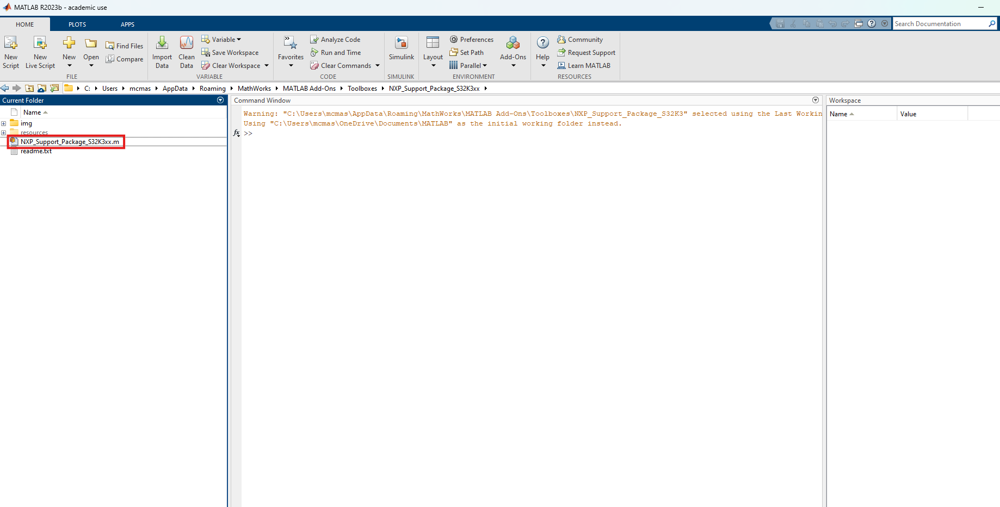 MATLAB R2023b - academic use
HOME PLOTS APPS
Search Documentation
New Script
New Live Script
New
Open
Find Files
Compare
FILE
Import Data
Clean Data
Variable
Save Workspace
Clear Workspace
VARIABLE
Favorites
Analyze Code
Run and Time
Clear Commands
CODE
Simulink
SIMULINK
Layout
Preferences
Set Path
Parallel
Add-Ons
ENVIRONMENT
Help
Community
Request Support
Learn MATLAB
RESOURCES
C: Users mcmas AppData Roaming MathWorks MATLAB Add-Ons Toolboxes NXP_Support_Package_S32K3xx
Current Folder
Name
img
resources
NXP_Support_Package_S32K3xx.m
readme.txt
Command Window
Warning: "C:\Users\mcmas\AppData\Roaming\MathWorks\MATLAB Add-Ons\Toolboxes\NXP_Support_Package_S32K3" selected using the Last Workin
Using "C:\Users\mcmas\OneDrive\Documents\MATLAB" as the initial working folder instead.
fx >>
Workspace
Name Value